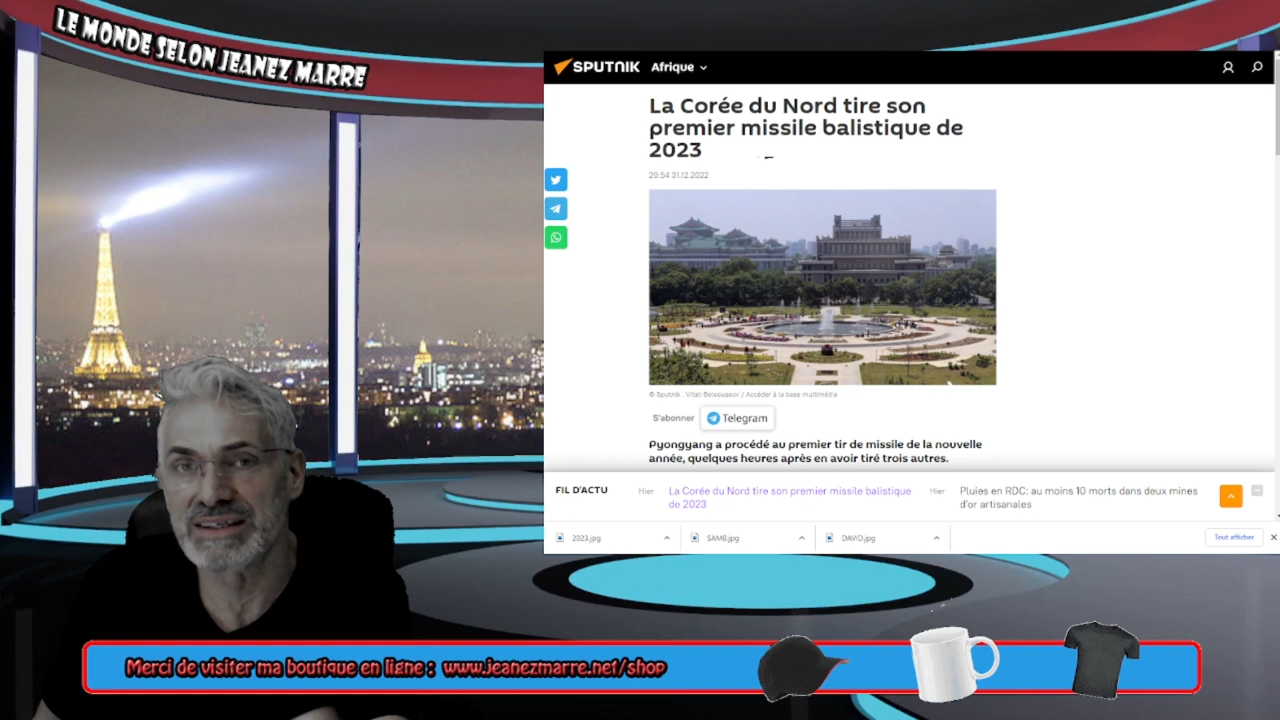 LE MONDE SELON JEANEZ MARRE
SPUTNIK Afrique
La Corée du Nord tire son
premier missile balistique de
2023
20:54 31.12.2022
© Sputnik . Vitali Belooussov / Accéder à la base multimédia
S'abonner Telegram
Pyongyang a procédé au premier tir de missile de la nouvelle
année, quelques heures après en avoir tiré trois autres.
FIL D'ACTU
Hier
La Corée du Nord tire son premier missile balistique
de 2023
Hier
Pluies en RDC: au moins 10 morts dans deux mines
d'or artisanales
2023.jpg
SAMB.jpg
DAVID.jpg
Tout afficher
Merci de visiter ma boutique en ligne : www.jeanezmarre.net/shop